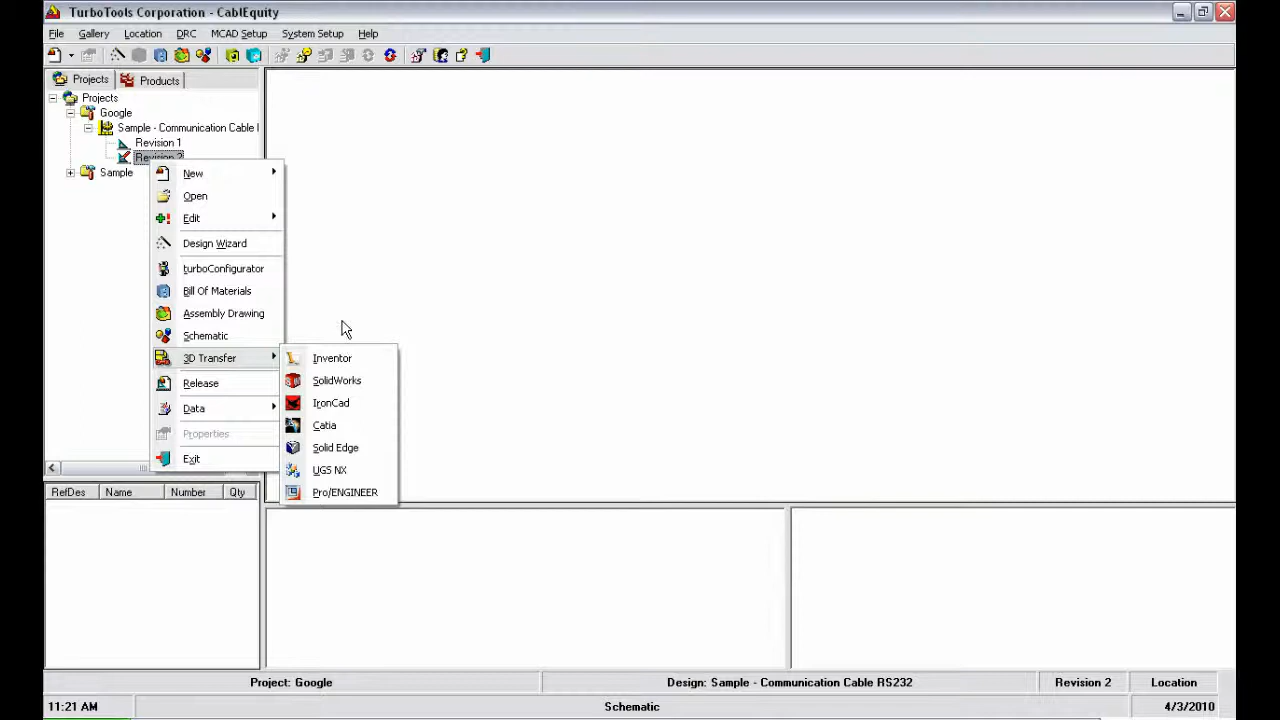 TurboTools Corporation - CablEquity
File Gallery Location DRC MCAD Setup System Setup Help
Projects Products
Projects
Google
Sample - Communication Cable
Revision 1
Revision 2
Sample
New
Open
Edit
Design Wizard
turboConfigurator
Bill Of Materials
Assembly Drawing
Schematic
3D Transfer
Release
Data
Properties
Exit
Inventor
SolidWorks
IronCad
Catia
Solid Edge
UGS NX
Pro/ENGINEER
RefDes Name Number Qty
Project: Google Design: Sample - Communication Cable RS232 Revision 2 Location
11:21 AM Schematic 4/3/2010